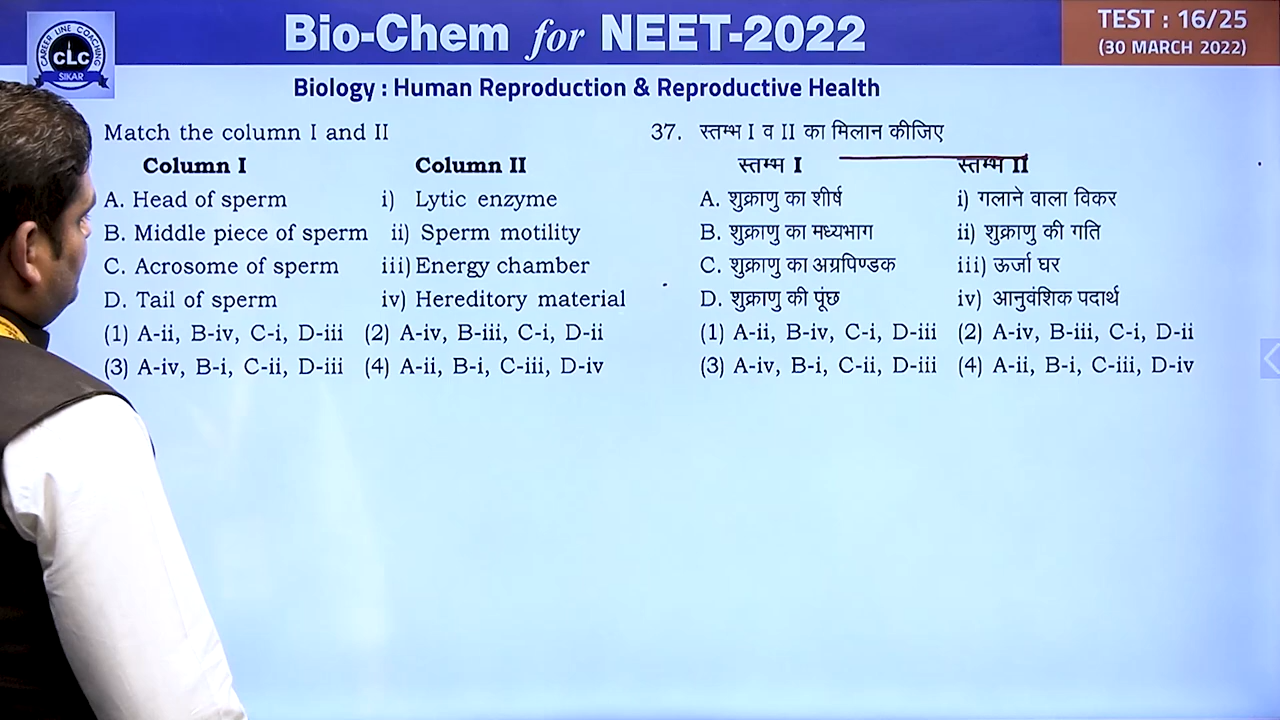 CAREER LINE COACHING
CLC
SIKAR
Bio-Chem for NEET-2022
TEST : 16/25
(30 MARCH 2022)
Biology : Human Reproduction & Reproductive Health
Match the column I and II
Column I Column II
A. Head of sperm i) Lytic enzyme
B. Middle piece of sperm ii) Sperm motility
C. Acrosome of sperm iii) Energy chamber
D. Tail of sperm iv) Hereditory material
(1) A-ii, B-iv, C-i, D-iii (2) A-iv, B-iii, C-i, D-ii
(3) A-iv, B-i, C-ii, D-iii (4) A-ii, B-i, C-iii, D-iv
37. स्तम्भ I व II का मिलान कीजिए
स्तम्भ I स्तम्भ II
A. शुक्राणु का शीर्ष i) गलाने वाला विकर
B. शुक्राणु का मध्यभाग ii) शुक्राणु की गति
C. शुक्राणु का अग्रपिण्डक iii) ऊर्जा घर
D. शुक्राणु की पूंछ iv) आनुवंशिक पदार्थ
(1) A-ii, B-iv, C-i, D-iii (2) A-iv, B-iii, C-i, D-ii
(3) A-iv, B-i, C-ii, D-iii (4) A-ii, B-i, C-iii, D-iv